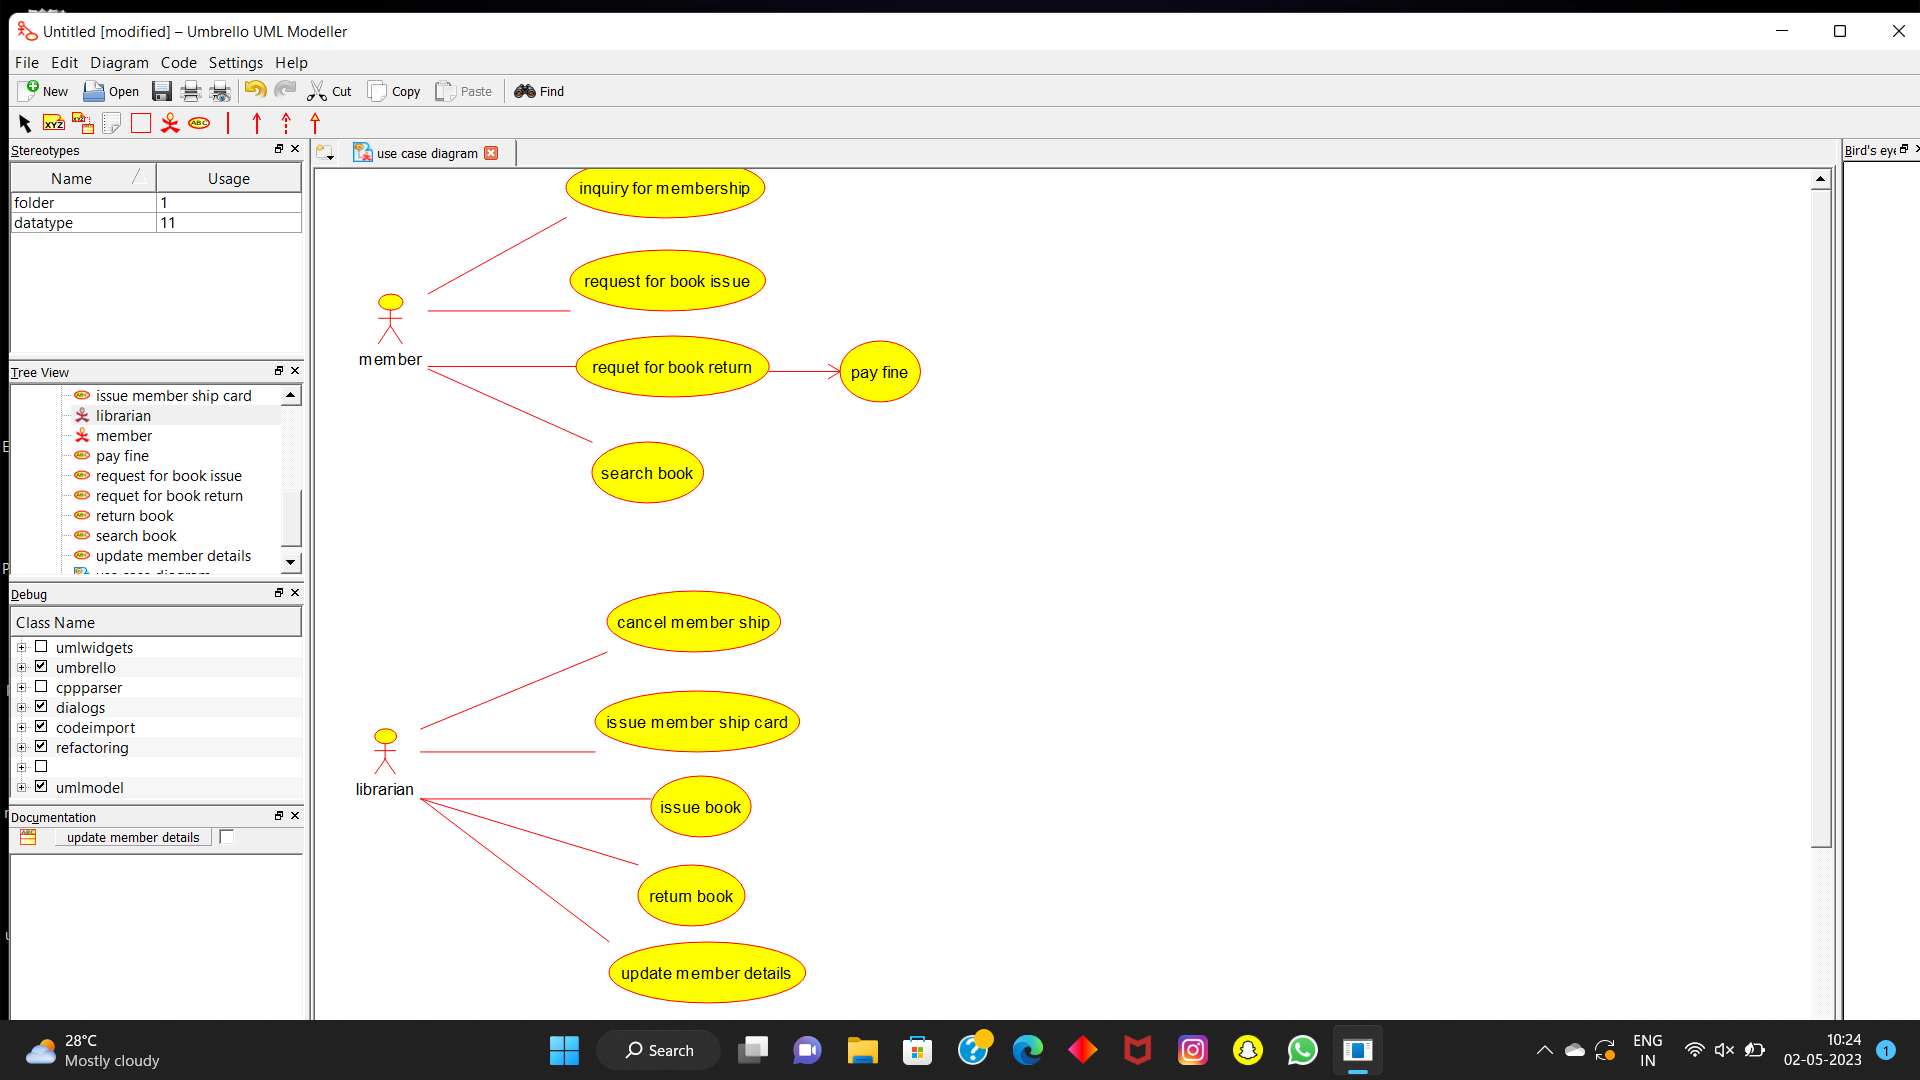 Untitled [modified] – Umbrello UML Modeller
File Edit Diagram Code Settings Help
New Open Cut Copy Paste Find
XYZ ABC
Stereotypes
use case diagram
Bird's eye
Name Usage
folder 1
datatype 11
inquiry for membership
request for book issue
member
requet for book return
pay fine
search book
Tree View
issue member ship card
librarian
member
pay fine
request for book issue
requet for book return
return book
search book
update member details
use case diagram
Debug
Class Name
umlwidgets
umbrello
cppparser
dialogs
codeimport
refactoring
umlmodel
cancel member ship
issue member ship card
librarian
issue book
return book
update member details
Documentation
update member details
28°C
Mostly cloudy
Search
ENG
IN
10:24
02-05-2023
1